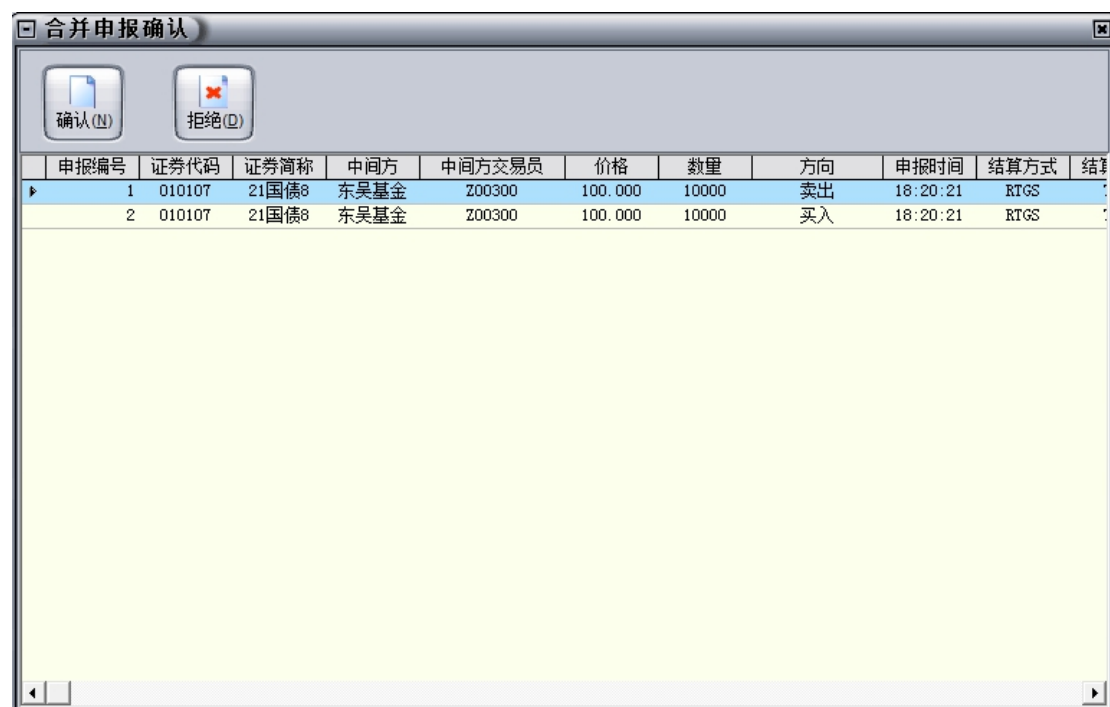 合并申报确认
确认(N) 拒绝(D)
申报编号 证券代码 证券简称 中间方 中间方交易员 价格 数量 方向 申报时间 结算方式 结算
1 010107 21国债8 东吴基金 Z00300 100.000 10000 卖出 18:20:21 RTGS
2 010107 21国债8 东吴基金 Z00300 100.000 10000 买入 18:20:21 RTGS